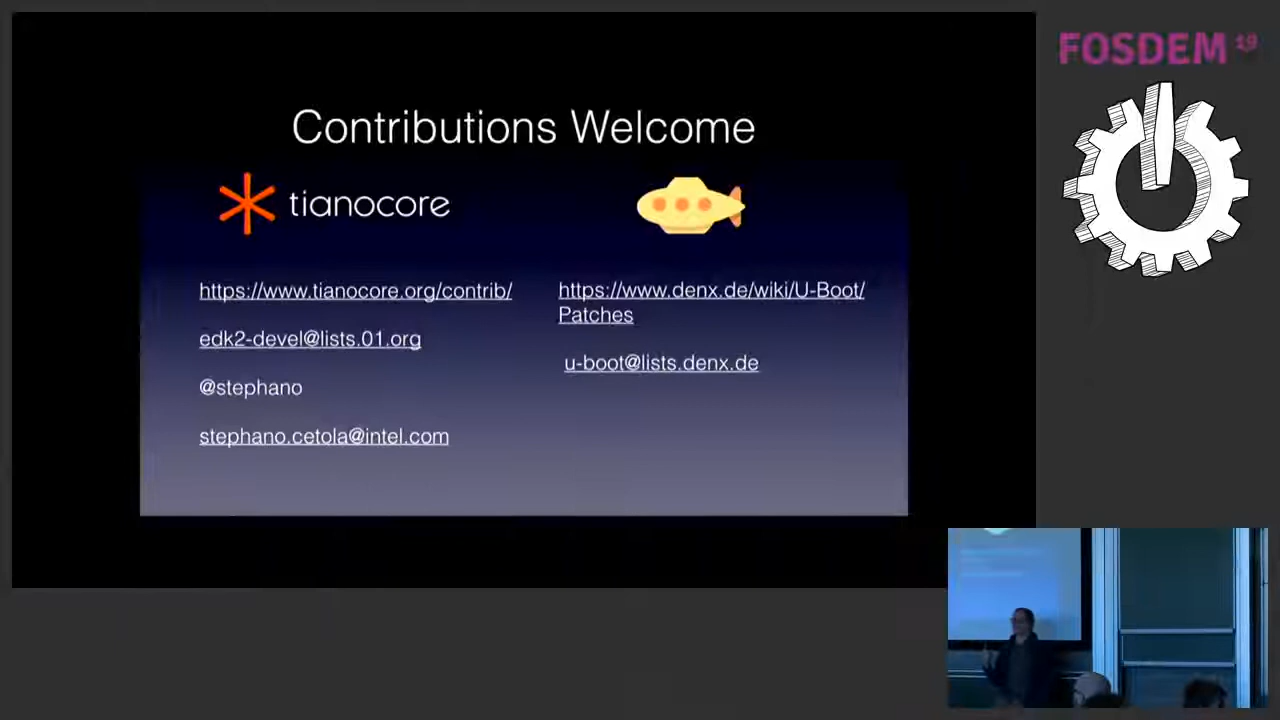 FOSDEM 19
Contributions Welcome
tianocore
https://www.tianocore.org/contrib/
edk2-devel@lists.01.org
@stephano
stephano.cetola@intel.com
https://www.denx.de/wiki/U-Boot/
Patches
u-boot@lists.denx.de